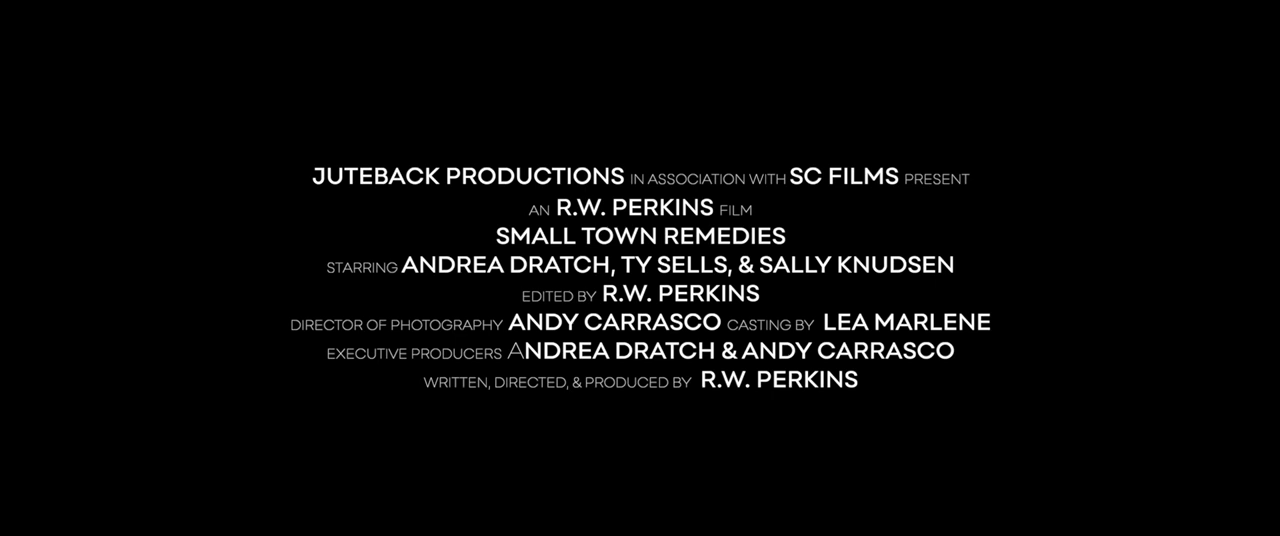 JUTEBACK PRODUCTIONS IN ASSOCIATION WITH SC FILMS PRESENT
AN R.W. PERKINS FILM
SMALL TOWN REMEDIES
STARRING ANDREA DRATCH, TY SELLS, & SALLY KNUDSEN
EDITED BY R.W. PERKINS
DIRECTOR OF PHOTOGRAPHY ANDY CARRASCO CASTING BY LEA MARLENE
EXECUTIVE PRODUCERS ANDREA DRATCH & ANDY CARRASCO
WRITTEN, DIRECTED, & PRODUCED BY R.W. PERKINS